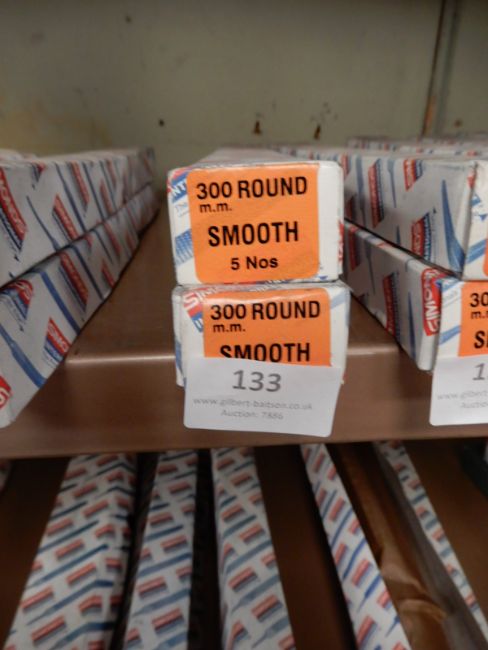 300 ROUND
m.m.
SMOOTH
5 Nos
300 ROUND
m.m.
SMOOTH
133
www.gilbert-baitson.co.uk
Auction: 7886